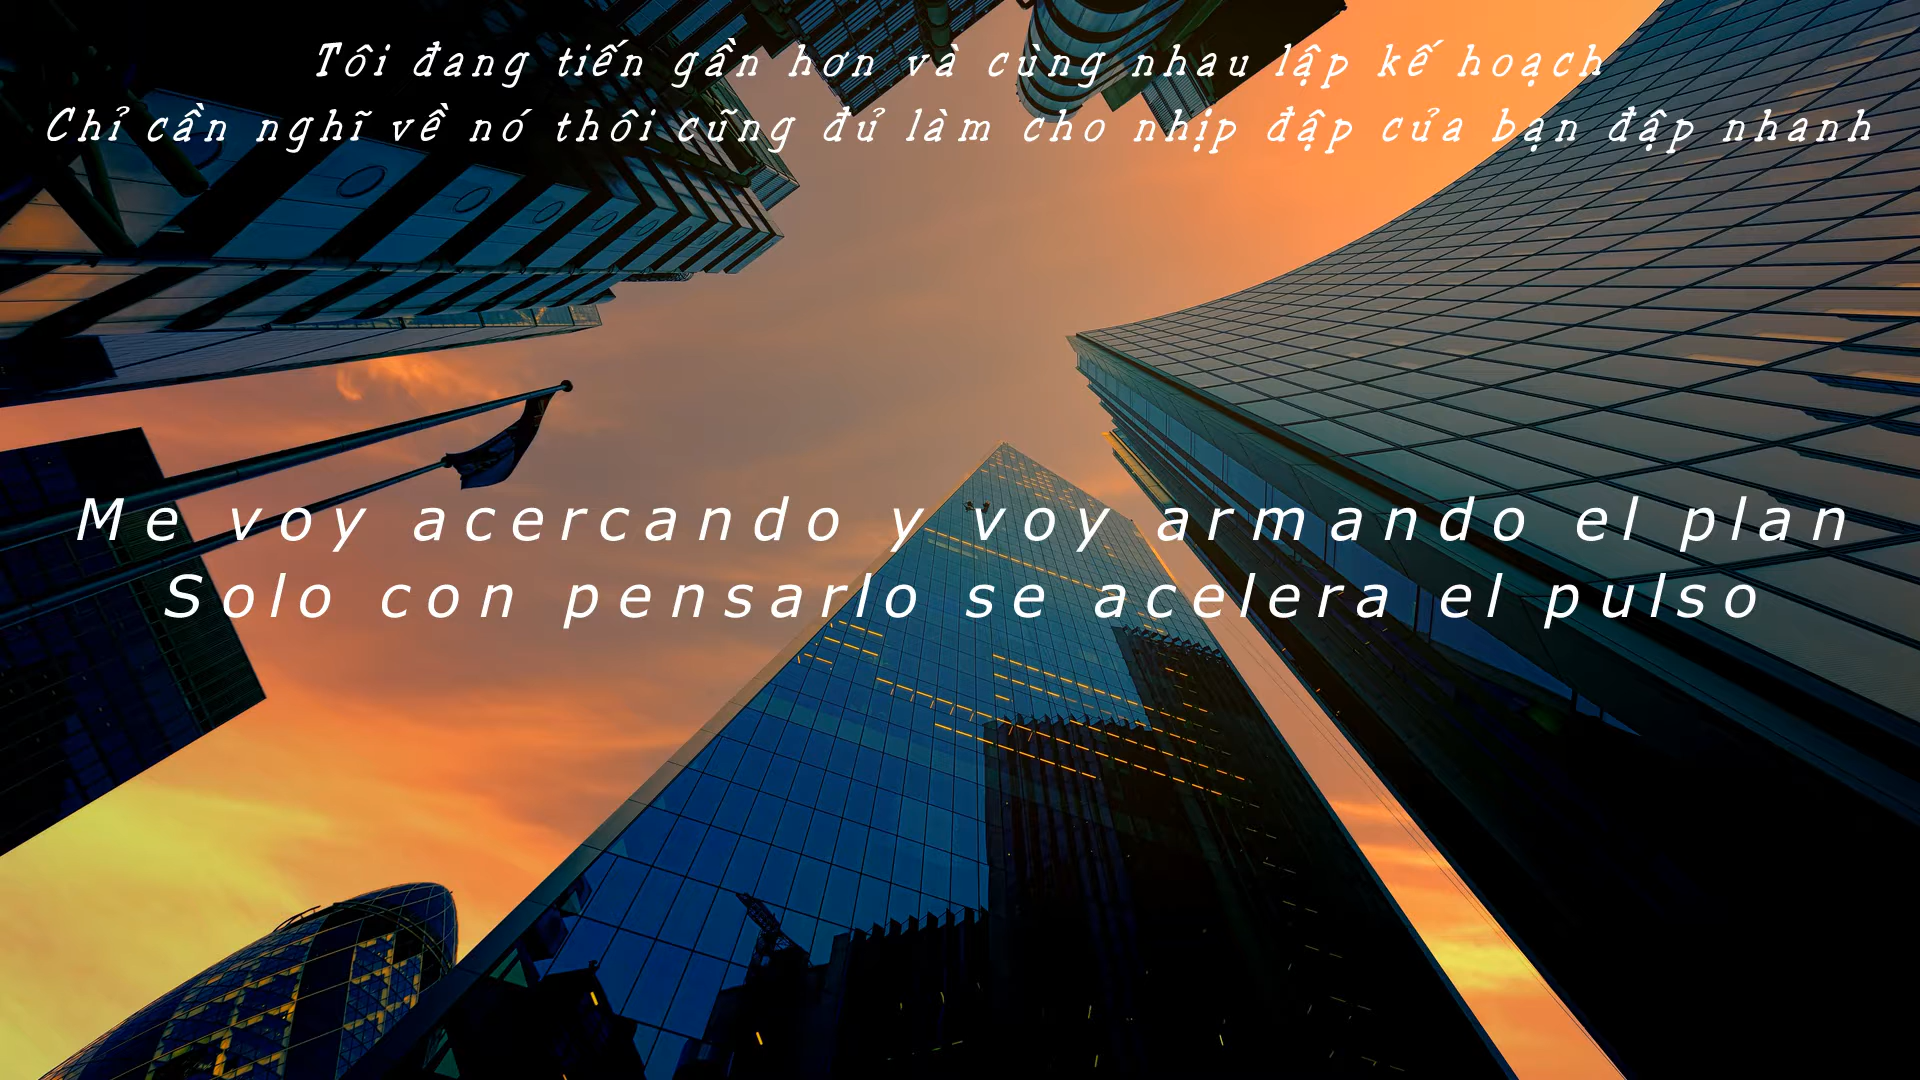 Tôi đang tiến gần hơn và cùng nhau lập kế hoạch
Chỉ cần nghĩ về nó thôi cũng đủ làm cho nhịp đập của bạn đập nhanh
Me voy acercando y voy armando el plan
Solo con pensarlo se acelera el pulso